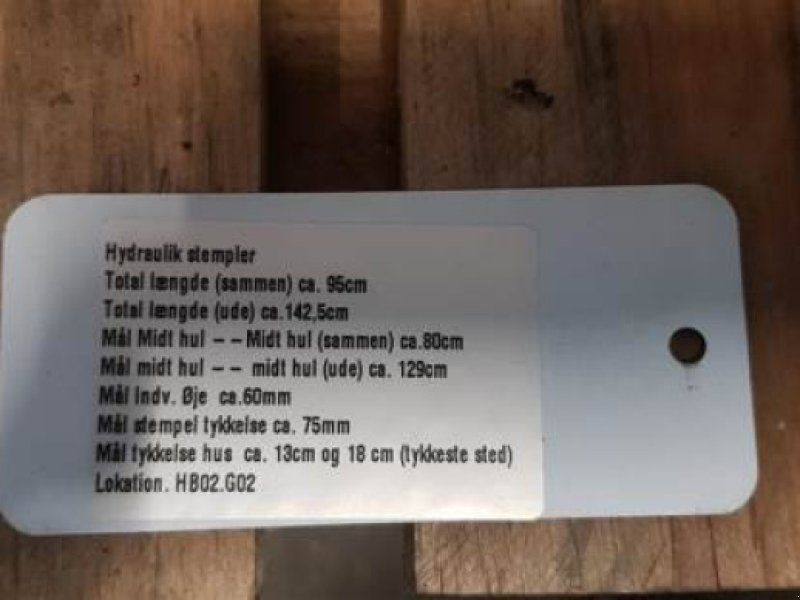 Hydraulik stempler
Total længde (sammen) ca. 95cm
Total længde (ude) ca.142,5cm
Mål Midt hul – – Midt hul (sammen) ca.80cm
Mål midt hul – – midt hul (ude) ca. 129cm
Mål indv. Øje ca.60mm
Mål stempel tykkelse ca. 75mm
Mål tykkelse hus ca. 13cm og 18 cm (tykkeste sted)
Lokation. HB02.G02